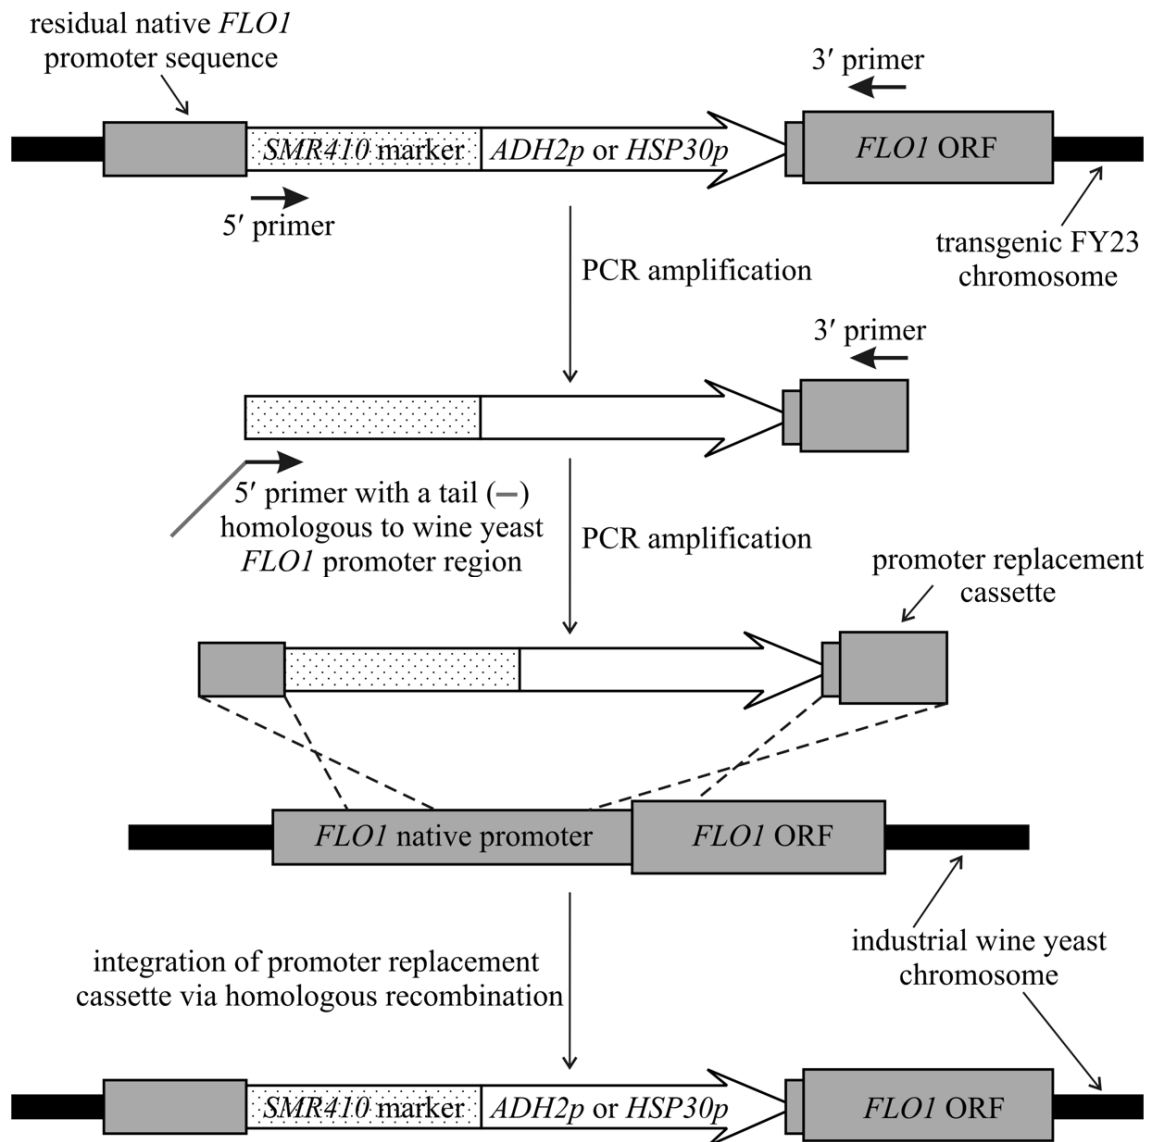 residual native FLO1
promoter sequence
3′ primer
SMR410 marker
ADH2p or HSP30p
FLO1 ORF
5′ primer
transgenic FY23
chromosome
PCR amplification
3′ primer
5′ primer with a tail (–)
homologous to wine yeast
FLO1 promoter region
PCR amplification
promoter replacement
cassette
FLO1 native promoter
FLO1 ORF
integration of promoter replacement
cassette via homologous recombination
industrial wine yeast
chromosome
SMR410 marker
ADH2p or HSP30p
FLO1 ORF